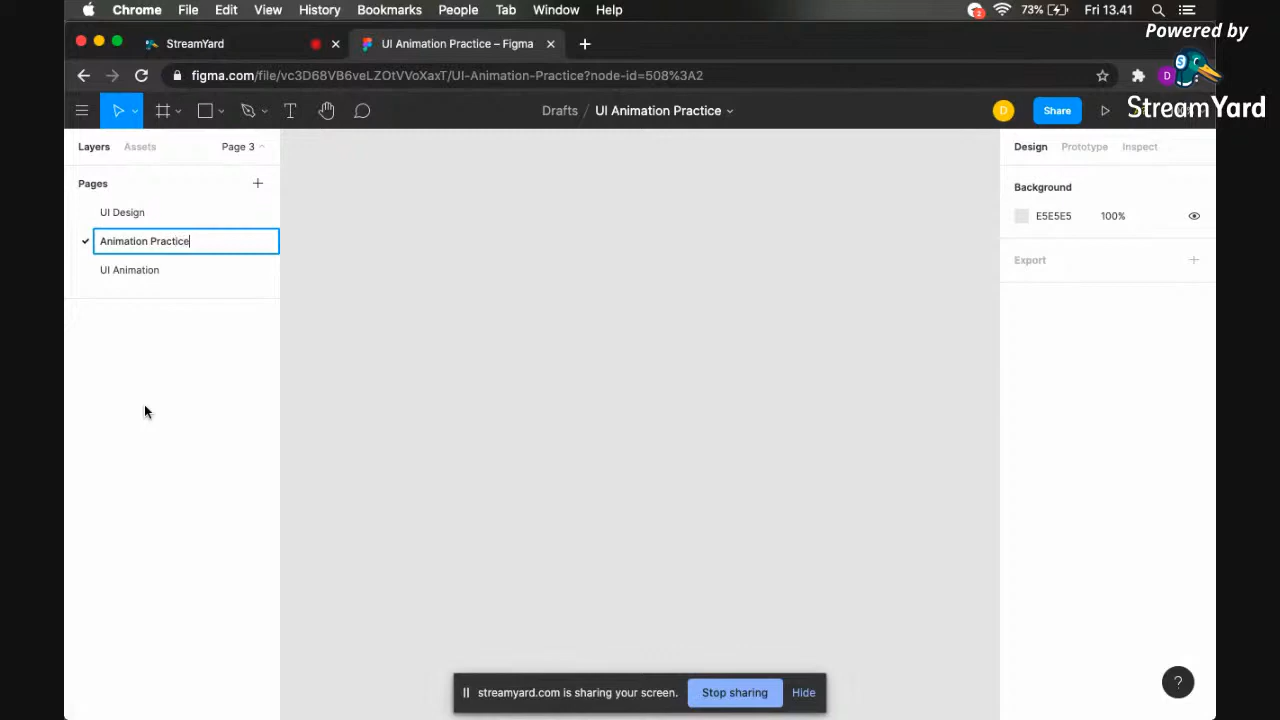 Chrome File Edit View History Bookmarks People Tab Window Help 2 73% Fri 13.41
Powered by
StreamYard
StreamYard UI Animation Practice – Figma
figma.com/file/vc3D68VB6veLZOtVVoXaxT/UI-Animation-Practice?node-id=508%3A2 D
Drafts / UI Animation Practice D Share
Layers Assets Page 3 Design Prototype Inspect
Pages
Background
UI Design
E5E5E5 100%
Animation Practice
Export
UI Animation
streamyard.com is sharing your screen. Stop sharing Hide
?